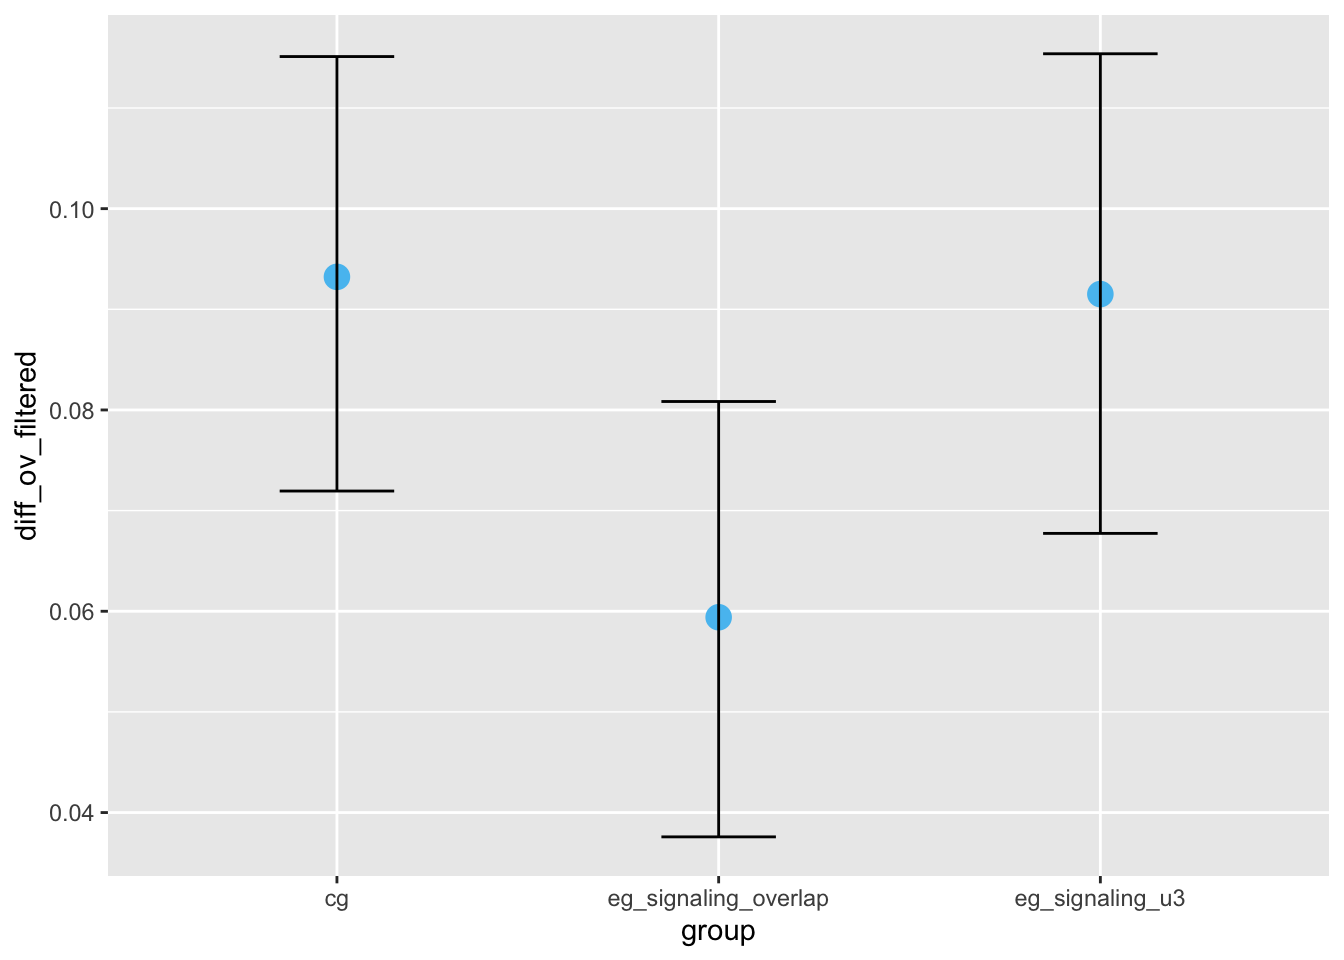 diff_ov_filtered
0.10
0.08
0.06
0.04
cg
eg_signaling_overlap
eg_signaling_u3
group